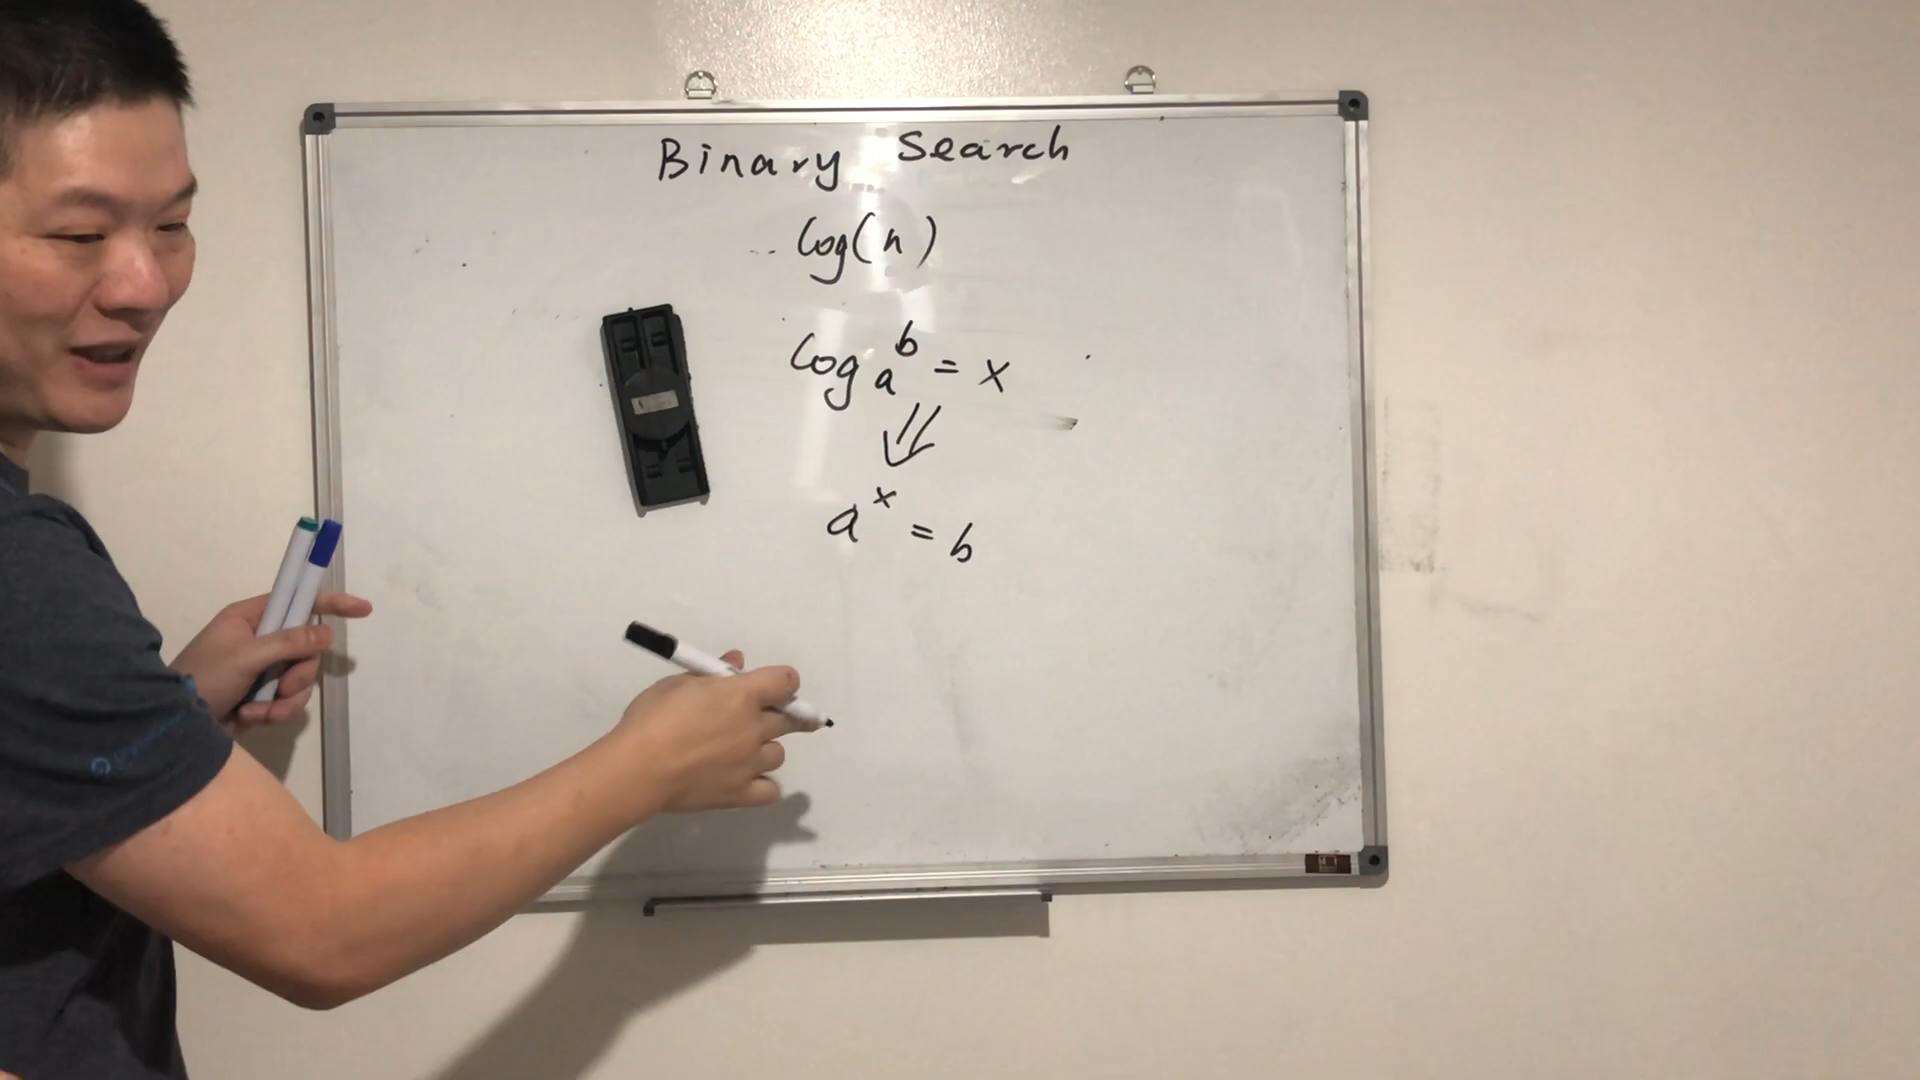 Binary Search
log(n)
log_a^b = x
a^x = b